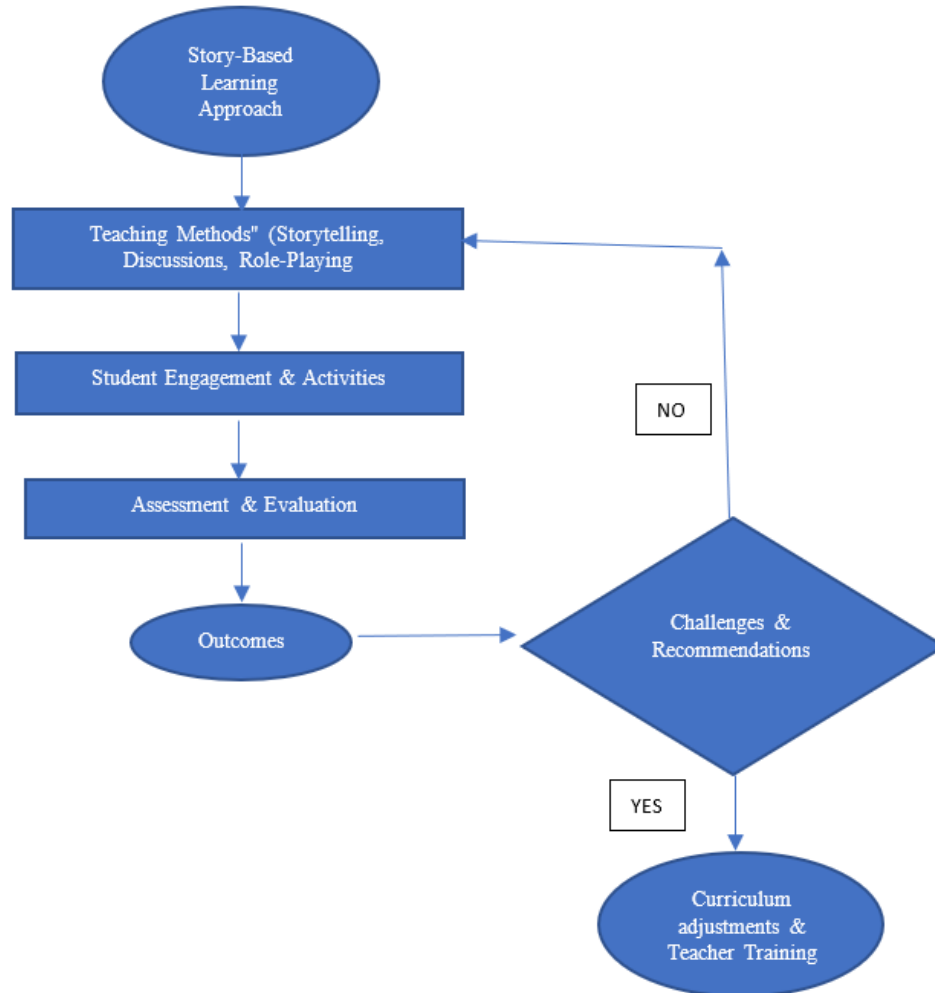 Story-Based
Learning
Approach
Teaching Methods" (Storytelling,
Discussions, Role-Playing
Student Engagement & Activities
NO
Assessment & Evaluation
Outcomes
Challenges &
Recommendations
YES
Curriculum
adjustments &
Teacher Training